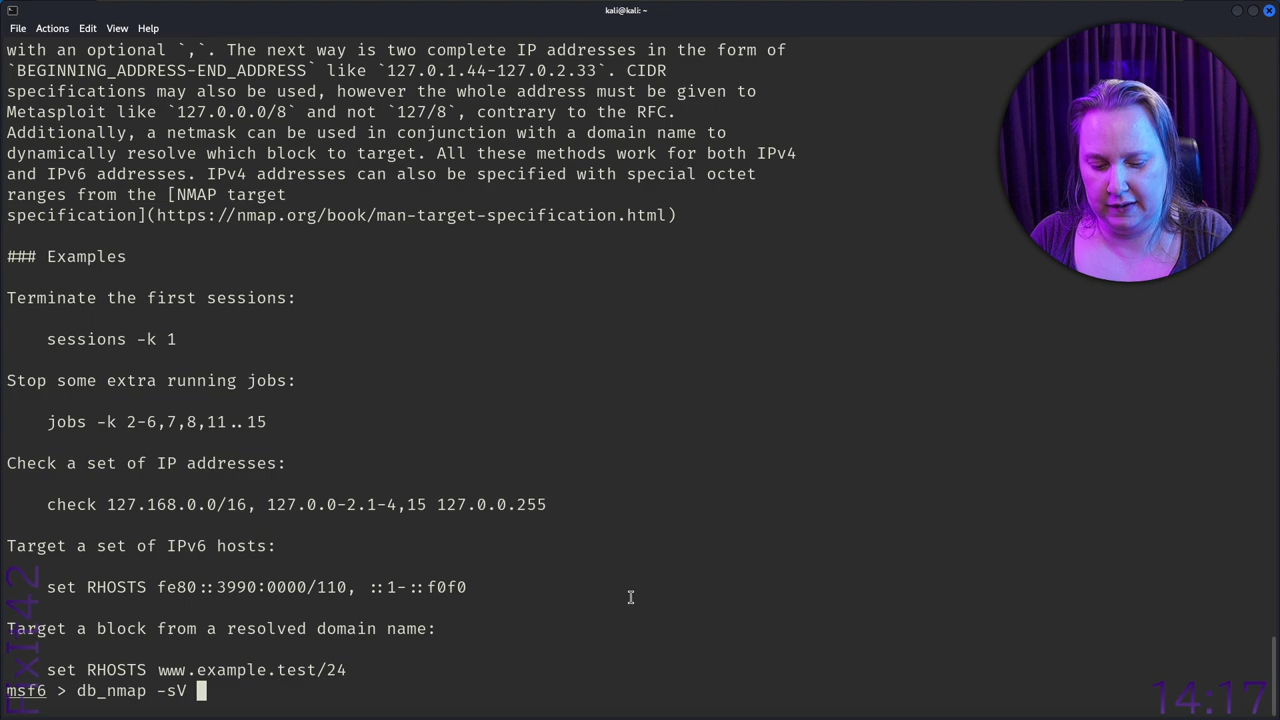 kali@kali: ~
File Actions Edit View Help
with an optional `,`. The next way is two complete IP addresses in the form of
`BEGINNING_ADDRESS-END_ADDRESS` like `127.0.1.44-127.0.2.33`. CIDR
specifications may also be used, however the whole address must be given to
Metasploit like `127.0.0.0/8` and not `127/8`, contrary to the RFC.
Additionally, a netmask can be used in conjunction with a domain name to
dynamically resolve which block to target. All these methods work for both IPv4
and IPv6 addresses. IPv4 addresses can also be specified with special octet
ranges from the [NMAP target
specification](https://nmap.org/book/man-target-specification.html)
### Examples
Terminate the first sessions:
sessions -k 1
Stop some extra running jobs:
jobs -k 2-6,7,8,11..15
Check a set of IP addresses:
check 127.168.0.0/16, 127.0.0-2.1-4,15 127.0.0.255
Target a set of IPv6 hosts:
set RHOSTS fe80::3990:0000/110, ::1-::f0f0
Target a block from a resolved domain name:
set RHOSTS www.example.test/24
msf6 > db_nmap -sV
14:17